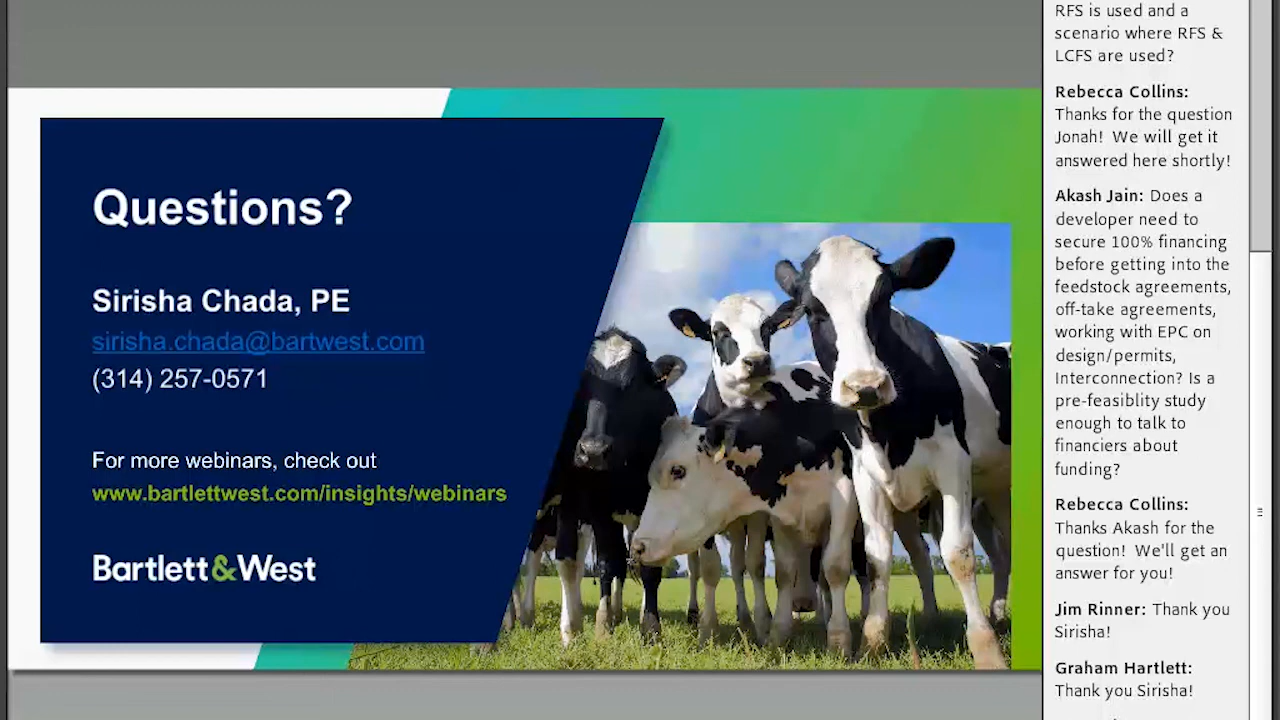 Questions?
Sirisha Chada, PE
sirisha.chada@bartwest.com
(314) 257-0571
For more webinars, check out
www.bartlettwest.com/insights/webinars
Bartlett&West
RFS is used and a
scenario where RFS &
LCFS are used?
Rebecca Collins:
Thanks for the question
Jonah!  We will get it
answered here shortly!
Akash Jain: Does a
developer need to
secure 100% financing
before getting into the
feedstock agreements,
off-take agreements,
working with EPC on
design/permits,
Interconnection? Is a
pre-feasiblity study
enough to talk to
financiers about
funding?
Rebecca Collins:
Thanks Akash for the
question!  We'll get an
answer for you!
Jim Rinner: Thank you
Sirisha!
Graham Hartlett:
Thank you Sirisha!